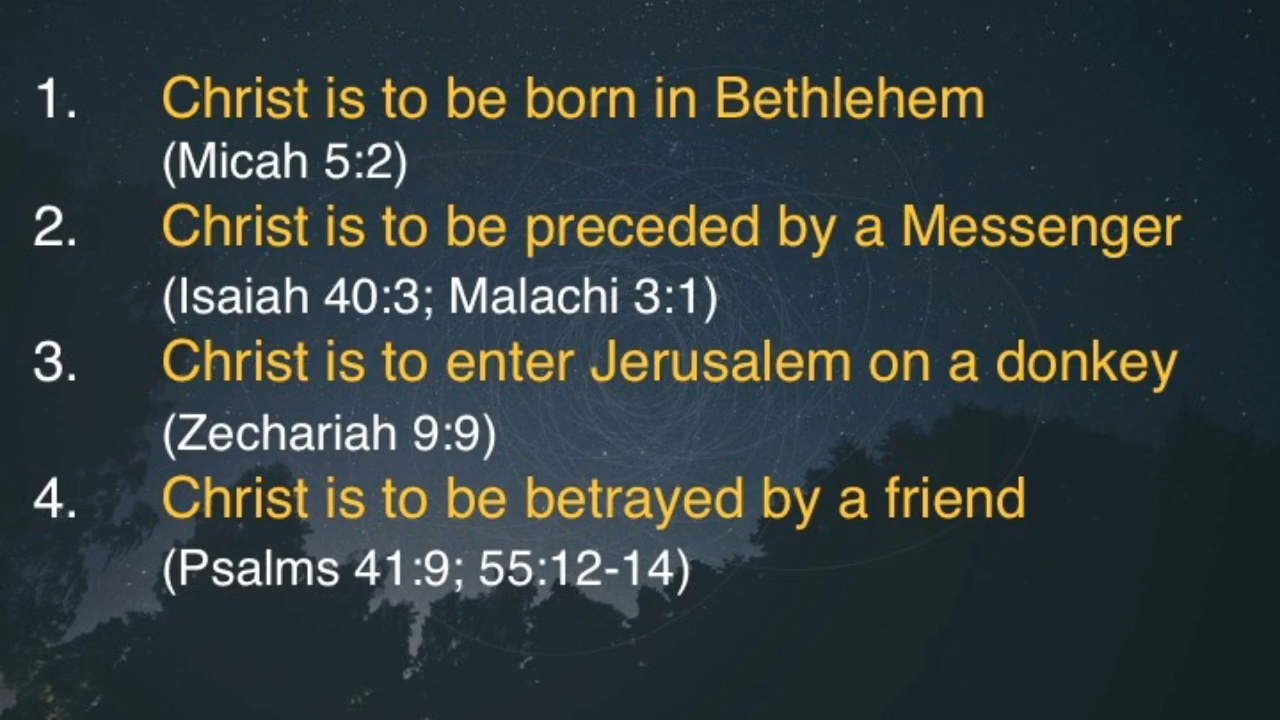 1. Christ is to be born in Bethlehem
(Micah 5:2)
2. Christ is to be preceded by a Messenger
(Isaiah 40:3; Malachi 3:1)
3. Christ is to enter Jerusalem on a donkey
(Zechariah 9:9)
4. Christ is to be betrayed by a friend
(Psalms 41:9; 55:12-14)